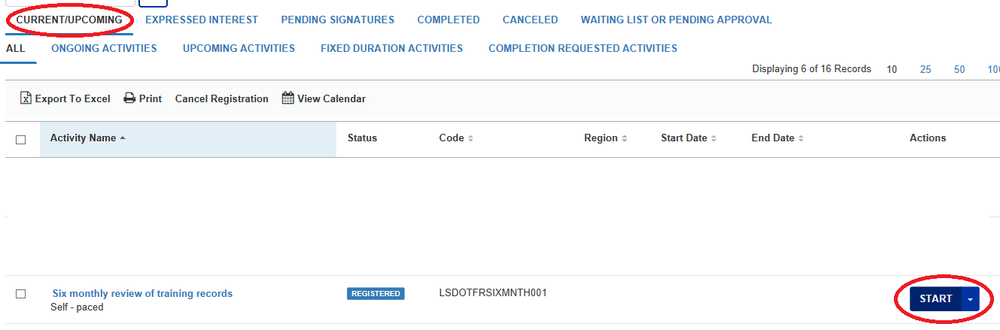 CURRENT/UPCOMING EXPRESSED INTEREST PENDING SIGNATURES COMPLETED CANCELED WAITING LIST OR PENDING APPROVAL
ALL ONGOING ACTIVITIES UPCOMING ACTIVITIES FIXED DURATION ACTIVITIES COMPLETION REQUESTED ACTIVITIES
Displaying 6 of 16 Records 10 25 50 100
Export To Excel Print Cancel Registration View Calendar
Activity Name Status Code Region Start Date End Date Actions
Six monthly review of training records REGISTERED LSDOTFRSIXMNTH001 START
Self - paced